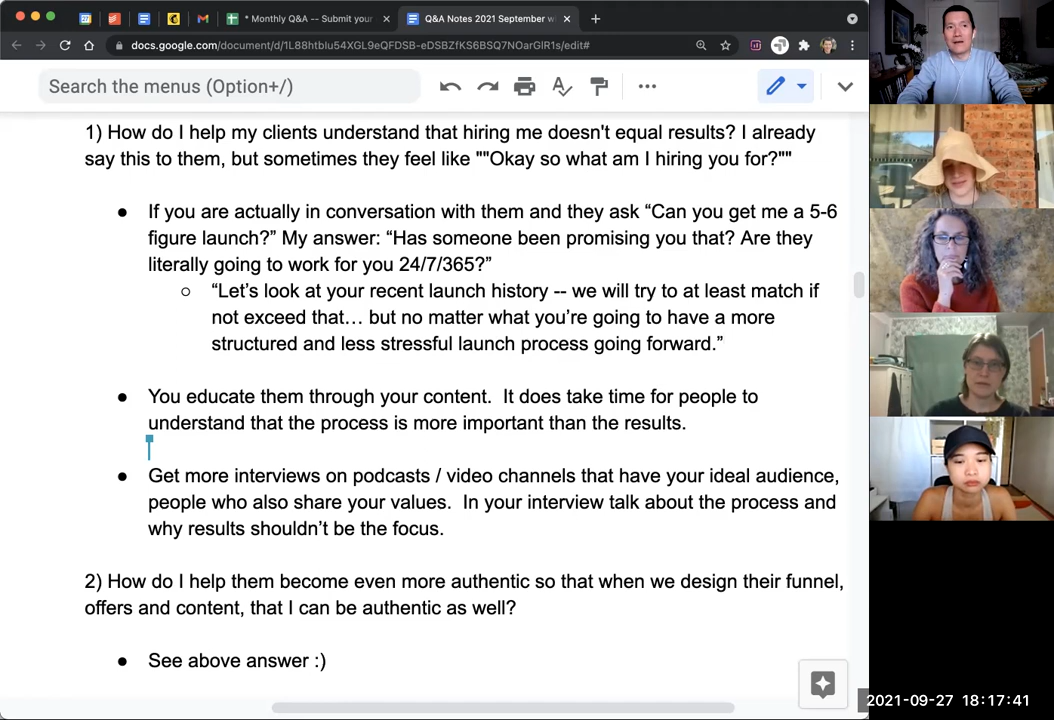 * Monthly Q&A -- Submit your
Q&A Notes 2021 September w
docs.google.com/document/d/1L88htblu54XGL9eQFDSB-eDSBZfKS6BSQ7NOarGlR1s/edit#
Search the menus (Option+/)
1) How do I help my clients understand that hiring me doesn't equal results? I already
say this to them, but sometimes they feel like ""Okay so what am I hiring you for?""
● If you are actually in conversation with them and they ask “Can you get me a 5-6
figure launch?” My answer: “Has someone been promising you that? Are they
literally going to work for you 24/7/365?”
○ “Let’s look at your recent launch history -- we will try to at least match if
not exceed that… but no matter what you’re going to have a more
structured and less stressful launch process going forward.”
● You educate them through your content.  It does take time for people to
understand that the process is more important than the results.
● Get more interviews on podcasts / video channels that have your ideal audience,
people who also share your values.  In your interview talk about the process and
why results shouldn’t be the focus.
2) How do I help them become even more authentic so that when we design their funnel,
offers and content, that I can be authentic as well?
● See above answer :)
2021-09-27 18:17:41